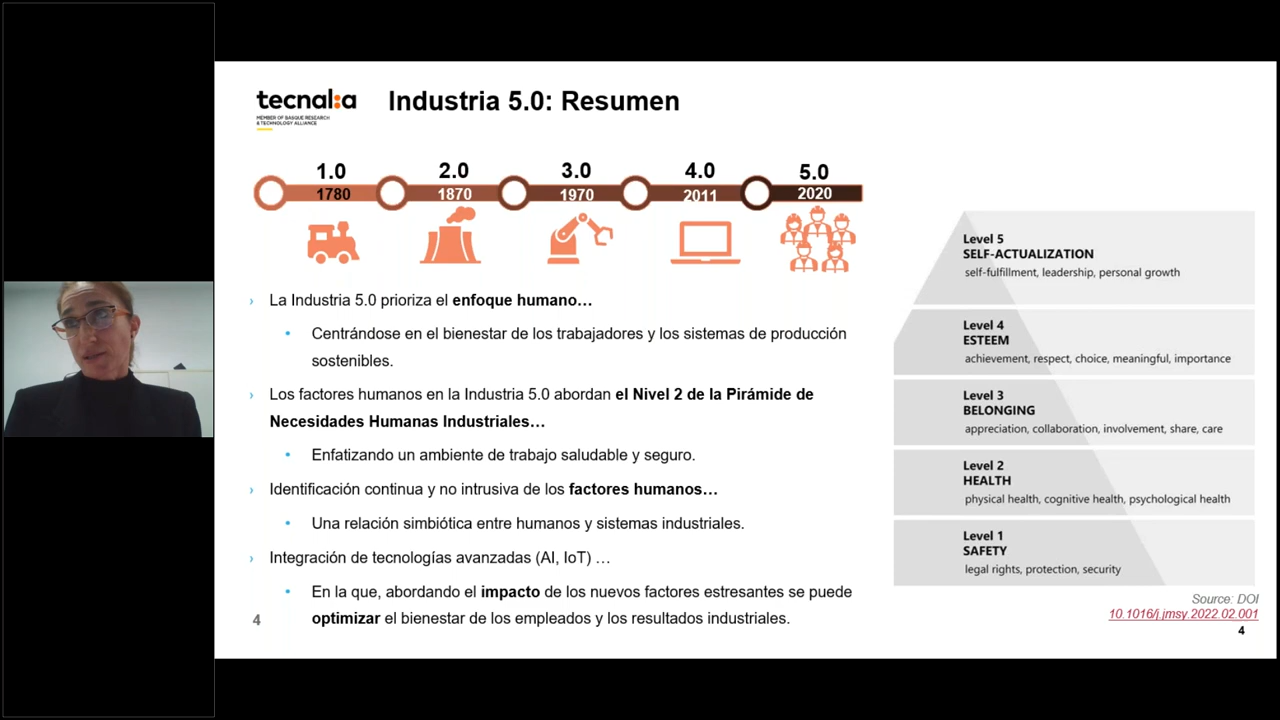 tecnal:a
MEMBER OF BASQUE RESEARCH
& TECHNOLOGY ALLIANCE
Industria 5.0: Resumen
1.0 2.0 3.0 4.0 5.0
1780 1870 1970 2011 2020
› La Industria 5.0 prioriza el enfoque humano…
• Centrándose en el bienestar de los trabajadores y los sistemas de producción
sostenibles.
› Los factores humanos en la Industria 5.0 abordan el Nivel 2 de la Pirámide de
Necesidades Humanas Industriales…
• Enfatizando un ambiente de trabajo saludable y seguro.
› Identificación continua y no intrusiva de los factores humanos…
• Una relación simbiótica entre humanos y sistemas industriales.
› Integración de tecnologías avanzadas (AI, IoT) …
• En la que, abordando el impacto de los nuevos factores estresantes se puede
optimizar el bienestar de los empleados y los resultados industriales.
4
Level 5
SELF-ACTUALIZATION
self-fulfillment, leadership, personal growth
Level 4
ESTEEM
achievement, respect, choice, meaningful, importance
Level 3
BELONGING
appreciation, collaboration, involvement, share, care
Level 2
HEALTH
physical health, cognitive health, psychological health
Level 1
SAFETY
legal rights, protection, security
Source: DOI
10.1016/j.jmsy.2022.02.001
4